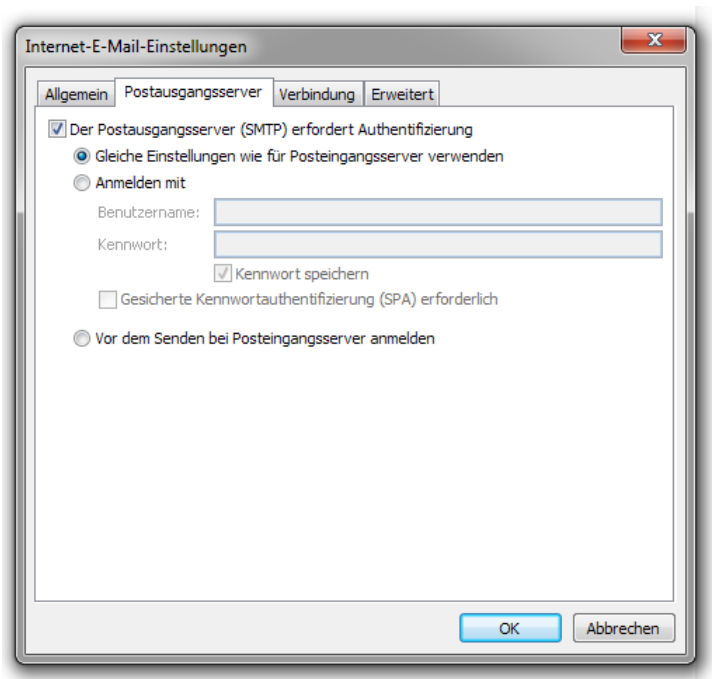 Internet-E-Mail-Einstellungen
Allgemein Postausgangsserver Verbindung Erweitert
Der Postausgangsserver (SMTP) erfordert Authentifizierung
Gleiche Einstellungen wie für Posteingangsserver verwenden
Anmelden mit
Benutzername:
Kennwort:
Kennwort speichern
Gesicherte Kennwortauthentifizierung (SPA) erforderlich
Vor dem Senden bei Posteingangsserver anmelden
OK Abbrechen